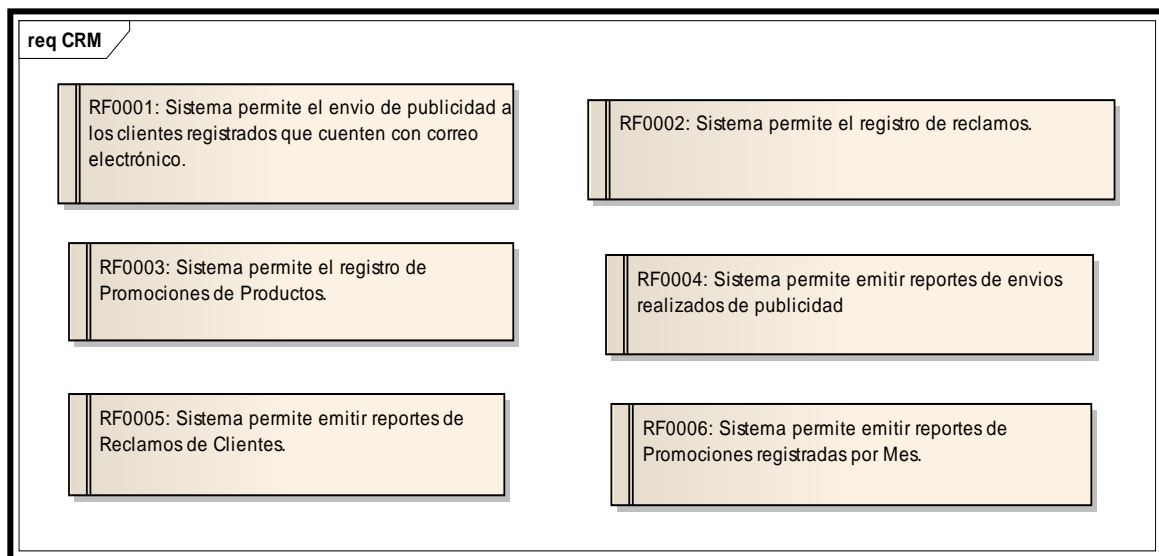 req CRM
RF0001: Sistema permite el envio de publicidad a
los clientes registrados que cuenten con correo
electrónico.
RF0002: Sistema permite el registro de reclamos.
RF0003: Sistema permite el registro de
Promociones de Productos.
RF0004: Sistema permite emitir reportes de envios
realizados de publicidad
RF0005: Sistema permite emitir reportes de
Reclamos de Clientes.
RF0006: Sistema permite emitir reportes de
Promociones registradas por Mes.